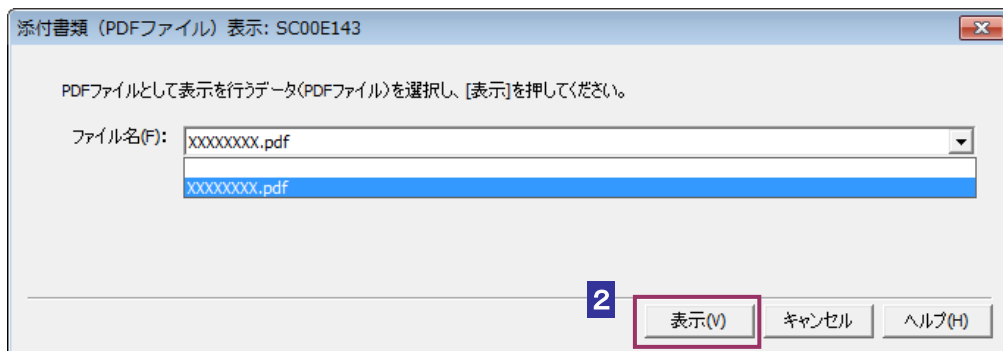 添付書類（PDFファイル）表示: SC00E143
PDFファイルとして表示を行うデータ(PDFファイル)を選択し、[表示]を押してください。
ファイル名(F):
XXXXXXXX.pdf
XXXXXXXX.pdf
2
表示(V)
キャンセル
ヘルプ(H)